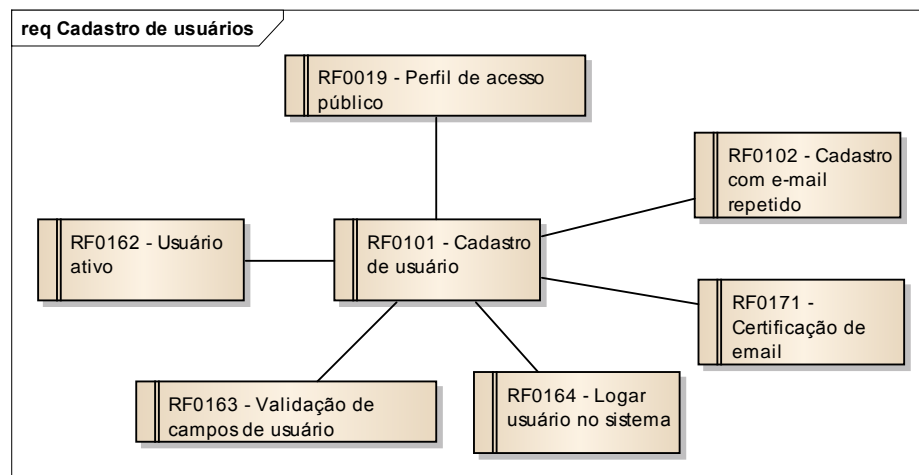 req Cadastro de usuários
RF0019 - Perfil de acesso
público
RF0102 - Cadastro
com e-mail
repetido
RF0162 - Usuário
ativo
RF0101 - Cadastro
de usuário
RF0171 -
Certificação de
email
RF0163 - Validação de
campos de usuário
RF0164 - Logar
usuário no sistema